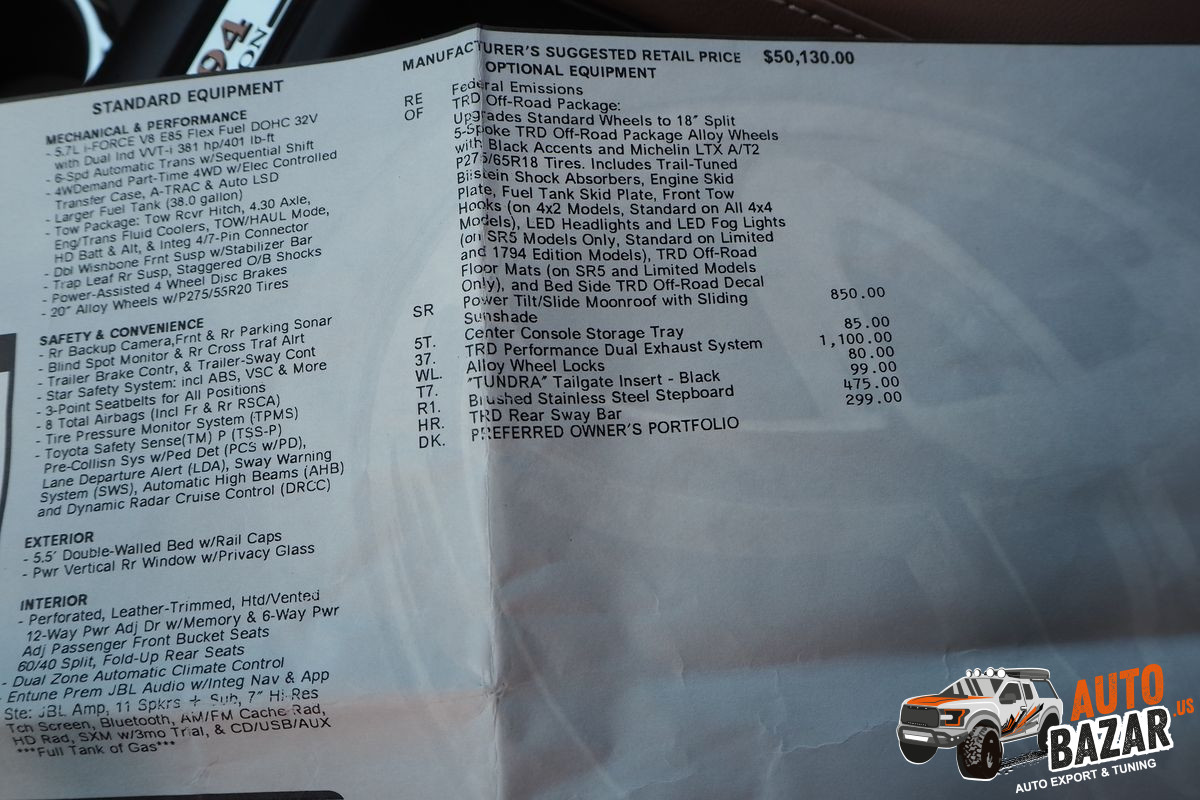 94
ION
STANDARD EQUIPMENT
MECHANICAL & PERFORMANCE
- 5.7L i-FORCE V8 E85 Flex Fuel DOHC 32V
with Dual Ind VVT-i 381 hp/401 lb-ft
- 6-Spd Automatic Trans w/Sequential Shift
- 4WDemand Part-Time 4WD w/Elec Controlled
Transfer Case, A-TRAC & Auto LSD
- Larger Fuel Tank (38.0 gallon)
- Tow Package: Tow Rcvr Hitch, 4.30 Axle,
Eng/Trans Fluid Coolers, TOW/HAUL Mode,
HD Batt & Alt, & Integ 4/7-Pin Connector
- Dbl Wisnbone Frnt Susp w/Stabilizer Bar
- Trap Leaf Rr Susp, Staggered O/B Shocks
- Power-Assisted 4 Wheel Disc Brakes
- 20" Alloy Wheels w/P275/55R20 Tires
SAFETY & CONVENIENCE
- Rr Backup Camera,Frnt & Rr Parking Sonar
- Blind Spot Monitor & Rr Cross Traf Alrt
- Trailer Brake Contr, & Trailer-Sway Cont
- Star Safety System: incl ABS, VSC & More
- 3-Point Seatbelts for All Positions
- 8 Total Airbags (Incl Fr & Rr RSCA)
- Tire Pressure Monitor System (TPMS)
- Toyota Safety Sense(TM) P (TSS-P)
Pre-Collisn Sys w/Ped Det (PCS w/PD),
Lane Departure Alert (LDA), Sway Warning
System (SWS), Automatic High Beams (AHB)
and Dynamic Radar Cruise Control (DRCC)
EXTERIOR
- 5.5' Double-Walled Bed w/Rail Caps
- Pwr Vertical Rr Window w/Privacy Glass
INTERIOR
- Perforated, Leather-Trimmed, Htd/Vented
12-Way Pwr Adj Dr w/Memory & 6-Way Pwr
Adj Passenger Front Bucket Seats
60/40 Split, Fold-Up Rear Seats
- Dual Zone Automatic Climate Control
- Entune Prem JBL Audio w/Integ Nav & App
Ste: JBL Amp, 11 Spkrs + Sub, 7" Hi-Res
Tch Screen, Bluetooth, AM/FM Cache Rad,
HD Rad, SXM w/3mo Trial, & CD/USB/AUX
***Full Tank of Gas***
MANUFACTURER'S SUGGESTED RETAIL PRICE $50,130.00
OPTIONAL EQUIPMENT
RE Federal Emissions
OF TRD Off-Road Package:
Upgrades Standard Wheels to 18" Split
5-Spoke TRD Off-Road Package Alloy Wheels
with Black Accents and Michelin LTX A/T2
P275/65R18 Tires. Includes Trail-Tuned
Bilstein Shock Absorbers, Engine Skid
Plate, Fuel Tank Skid Plate, Front Tow
Hooks (on 4x2 Models, Standard on All 4x4
Models), LED Headlights and LED Fog Lights
(on SR5 Models Only, Standard on Limited
and 1794 Edition Models), TRD Off-Road
Floor Mats (on SR5 and Limited Models
Only), and Bed Side TRD Off-Road Decal
SR Power Tilt/Slide Moonroof with Sliding 850.00
Sunshade
5T. Center Console Storage Tray 85.00
37. TRD Performance Dual Exhaust System 1,100.00
WL. Alloy Wheel Locks 80.00
T7. "TUNDRA" Tailgate Insert - Black 99.00
R1. Brushed Stainless Steel Stepboard 475.00
HR. TRD Rear Sway Bar 299.00
DK. PREFERRED OWNER'S PORTFOLIO
AUTO
BAZAR.US
AUTO EXPORT & TUNING